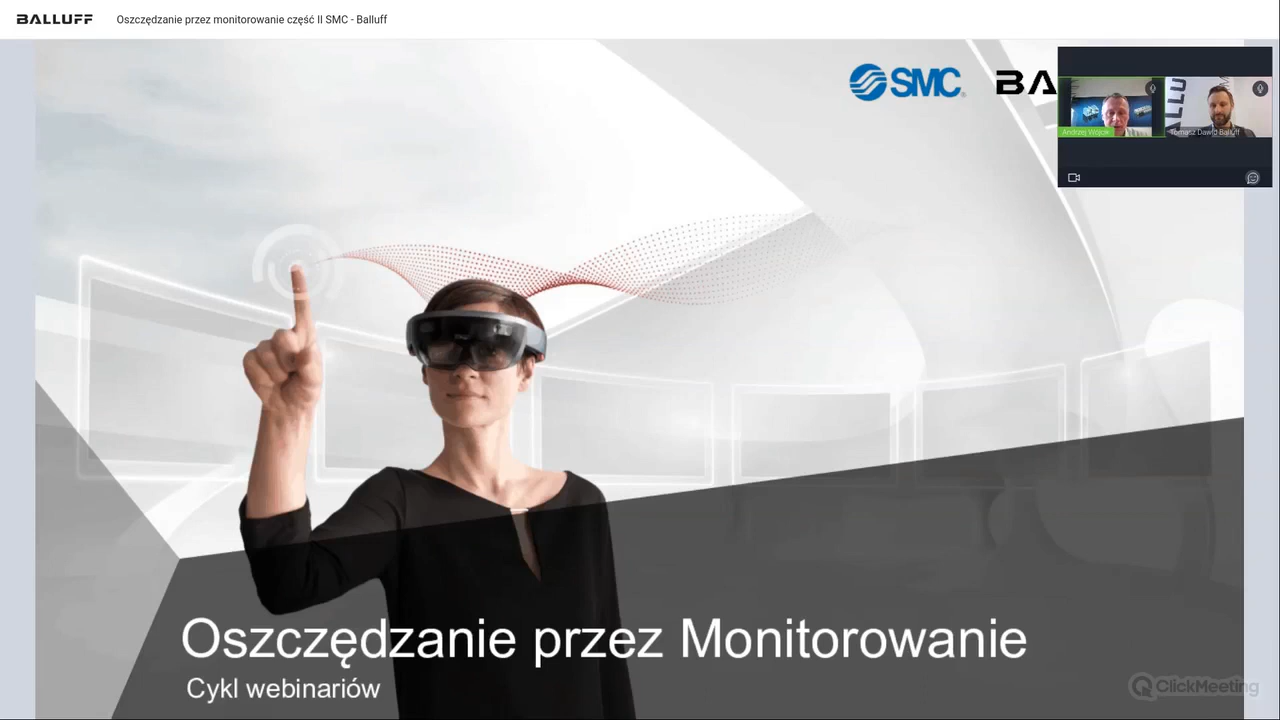 BALLUFF
Oszczędzanie przez monitorowanie część II SMC - Balluff
SMC
BA
Andrzej Wójcik
Tomasz Dawid Balluff
Oszczędzanie przez Monitorowanie
Cykl webinariów
ClickMeeting